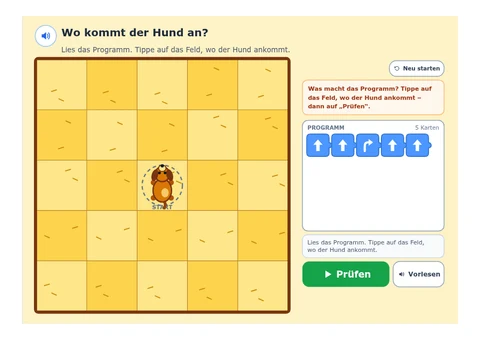 Wo kommt der Hund an?
Lies das Programm. Tippe auf das Feld, wo der Hund ankommt.
Neu starten
Was macht das Programm? Tippe auf
das Feld, wo der Hund ankommt –
dann auf „Prüfen“.
PROGRAMM 5 Karten
START
Lies das Programm. Tippe auf das Feld,
wo der Hund ankommt.
Prüfen
Vorlesen